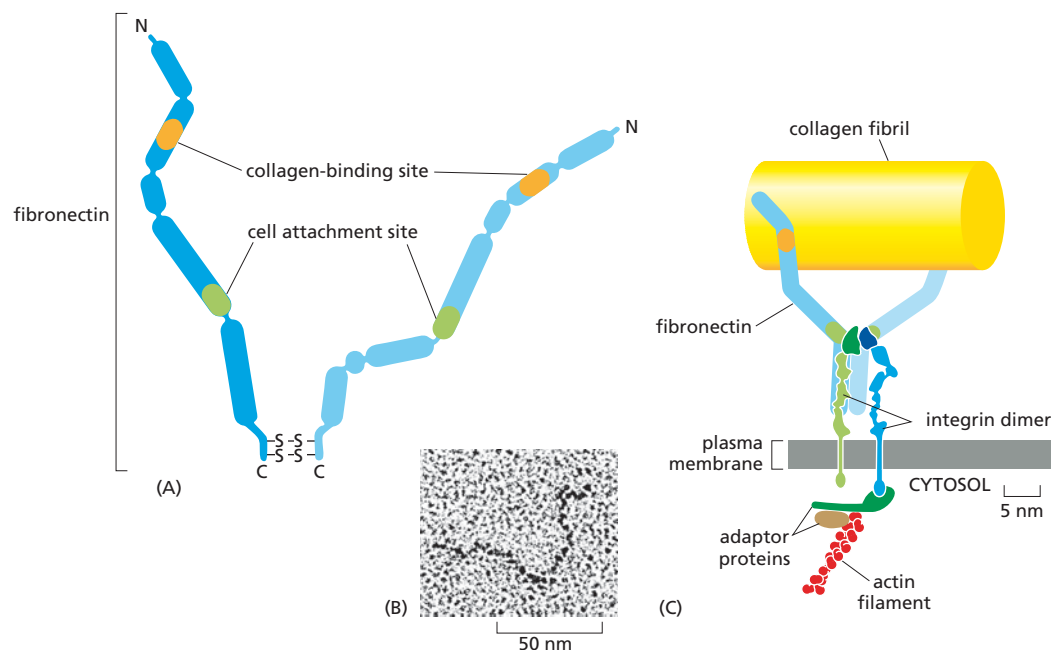 N
N
collagen-binding site
fibronectin
cell attachment site
S S
S S
C C
(A)
(B)
50 nm
collagen fibril
fibronectin
integrin dimer
plasma
membrane
CYTOSOL
5 nm
adaptor
proteins
actin
filament
(C)